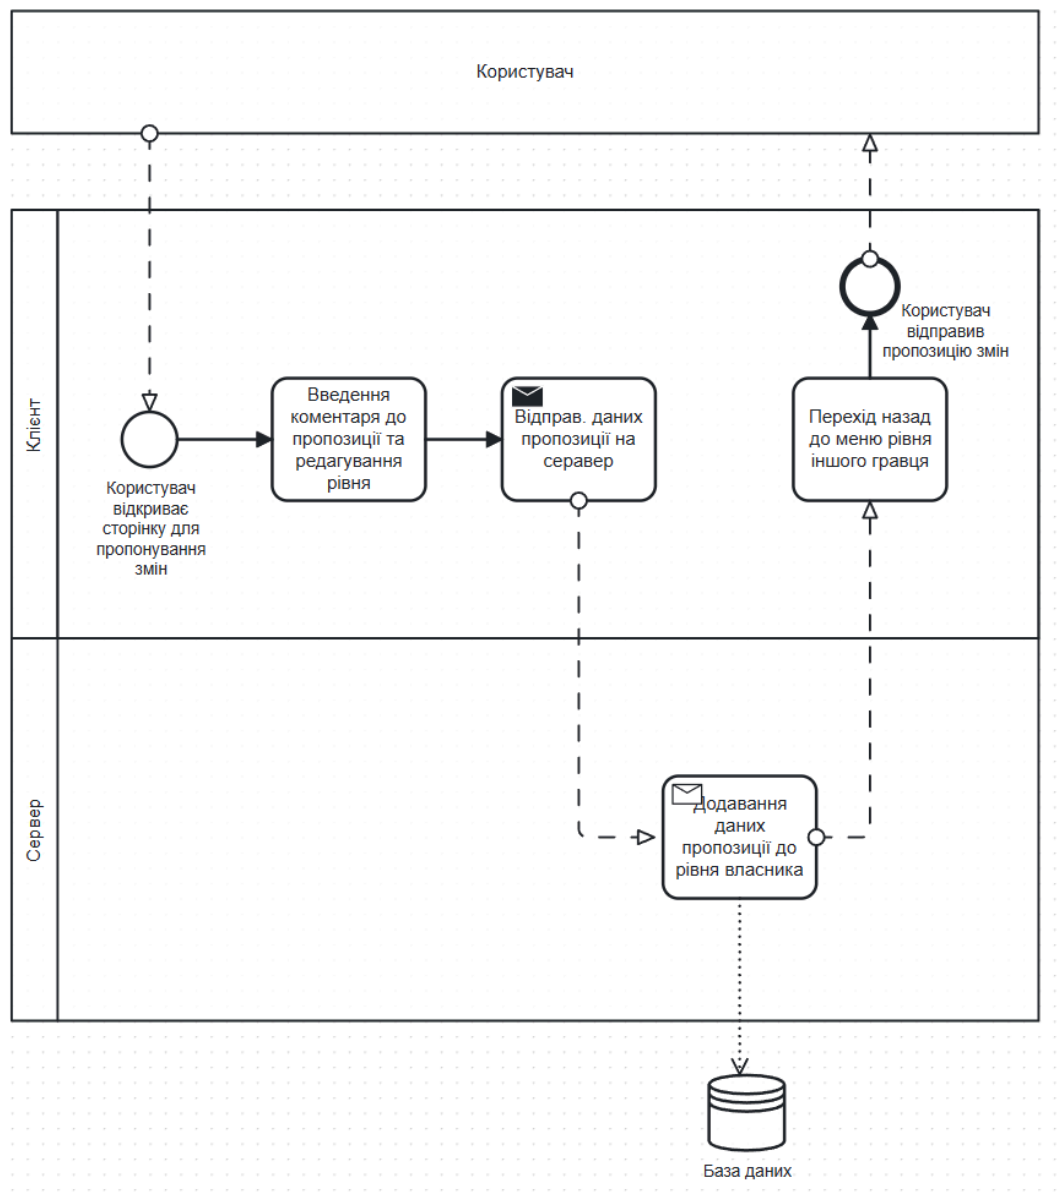 Користувач
Клієнт
Користувач
відкриває
сторінку для
пропонування
змін
Введення
коментаря до
пропозиції та
редагування
рівня
Відправ. даних
пропозиції на
серавер
Перехід назад
до меню рівня
іншого гравця
Користувач
відправив
пропозицію змін
Сервер
Додавання
даних
пропозиції до
рівня власника
База даних